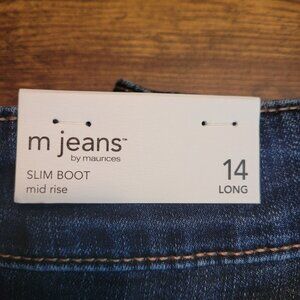 m jeans™
by maurices
SLIM BOOT
mid rise
14
LONG